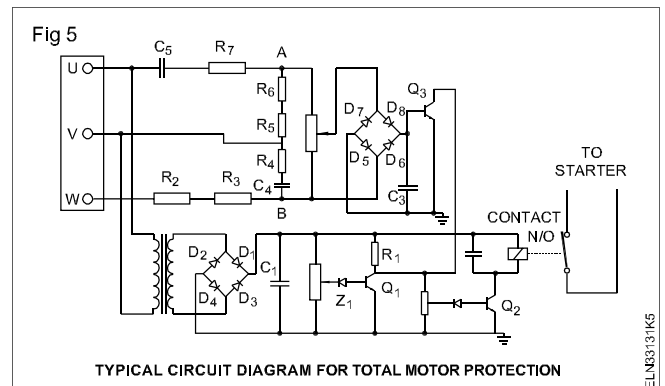 Fig 5
C5 R7 A
U
R6
Q3
D7 D8
R5
V
R4
D5 D6
TO
STARTER
C4
C3
R2 R3
W
B
CONTACT
N/O
D2 D1
C1
R1
D4 D3
Z1
Q1
Q2
ELN33131K5
TYPICAL CIRCUIT DIAGRAM FOR TOTAL MOTOR PROTECTION